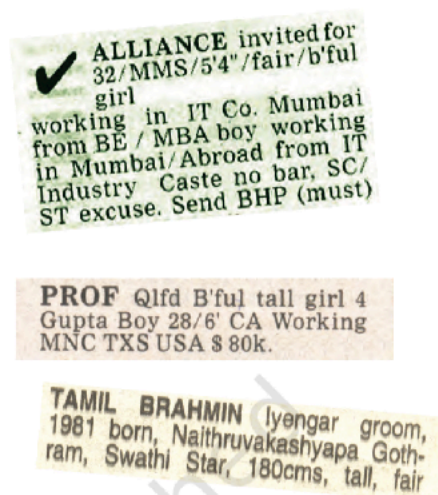 ✔ ALLIANCE invited for
32/MMS/5'4"/fair/b'ful
girl
working in IT Co. Mumbai
from BE / MBA boy working
in Mumbai/Abroad from IT
Industry Caste no bar, SC/
ST excuse. Send BHP (must)
PROF Qlfd B'ful tall girl 4
Gupta Boy 28/6' CA Working
MNC TXS USA $ 80k.
TAMIL BRAHMIN Iyengar groom,
1981 born, Naithruvakashyapa Goth-
ram, Swathi Star, 180cms, tall, fair